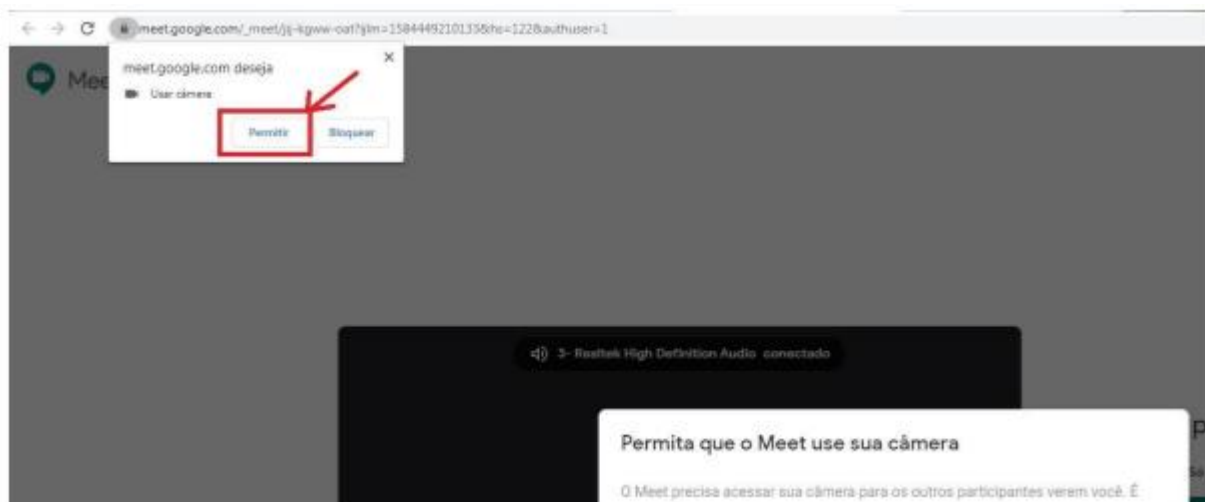 meet.google.com/_meet/jij-kgww-oat?ijlm=1584449210133&hs=122&authuser=1
Mee
meet.google.com deseja
Usar câmera
Permitir
Bloquear
3- Realtek High Definition Audio conectado
Permita que o Meet use sua câmera
O Meet precisa acessar sua câmera para os outros participantes verem você. É